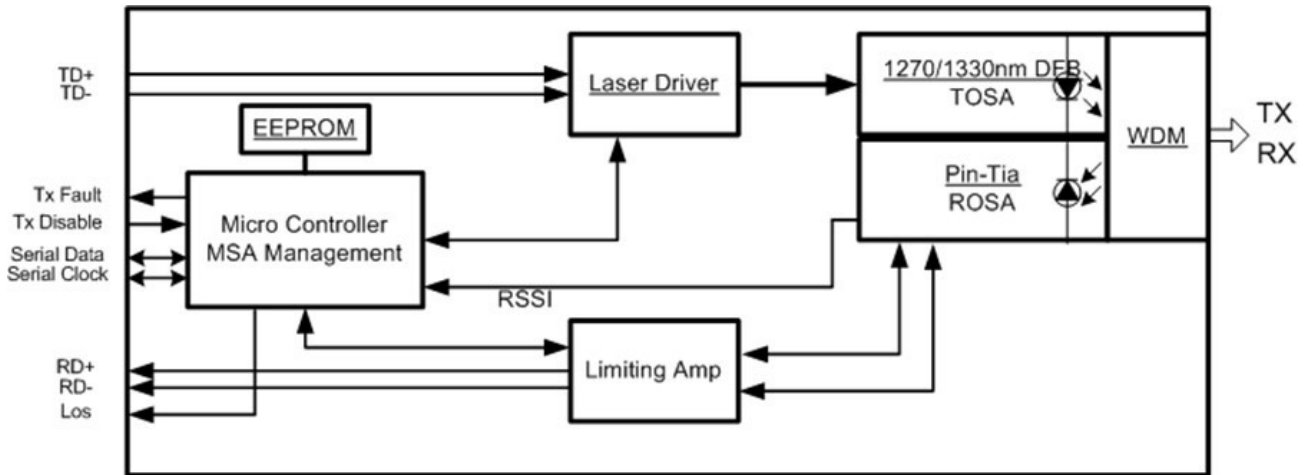 TD+
TD-
Laser Driver
1270/1330nm DFB
TOSA
WDM
TX
RX
EEPROM
Pin-Tia
ROSA
Tx Fault
Tx Disable
Serial Data
Serial Clock
Micro Controller
MSA Management
RSSI
RD+
RD-
Los
Limiting Amp